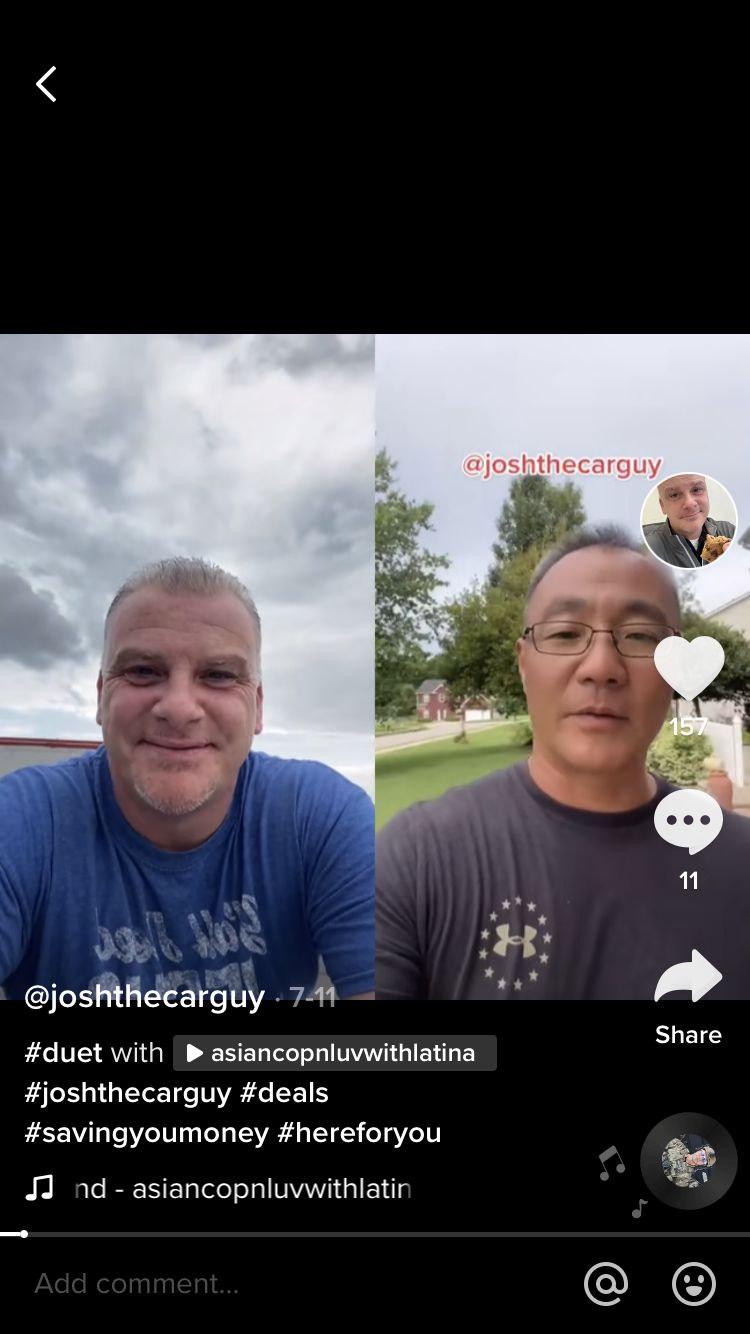 @joshthecarguy
157
11
@joshthecarguy · 7-11
Share
#duet with asiancopnluvwithlatina
#joshthecarguy #deals
#savingyoumoney #hereforyou
nd - asiancopnluvwithlatin
Add comment...